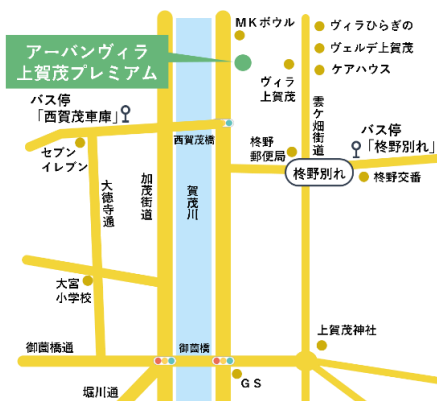 MKボウル
ヴィラひらぎの
アーバンヴィラ
上賀茂プレミアム
ヴェルデ上賀茂
ケアハウス
ヴィラ
上賀茂
バス停
「西賀茂車庫」
雲ケ畑街道
バス停
「柊野別れ」
西賀茂橋
柊野
郵便局
セブン
イレブン
柊野別れ
柊野交番
大徳寺通
加茂街道
賀茂川
大宮
小学校
上賀茂神社
御薗橋通
御薗橋
GS
堀川通